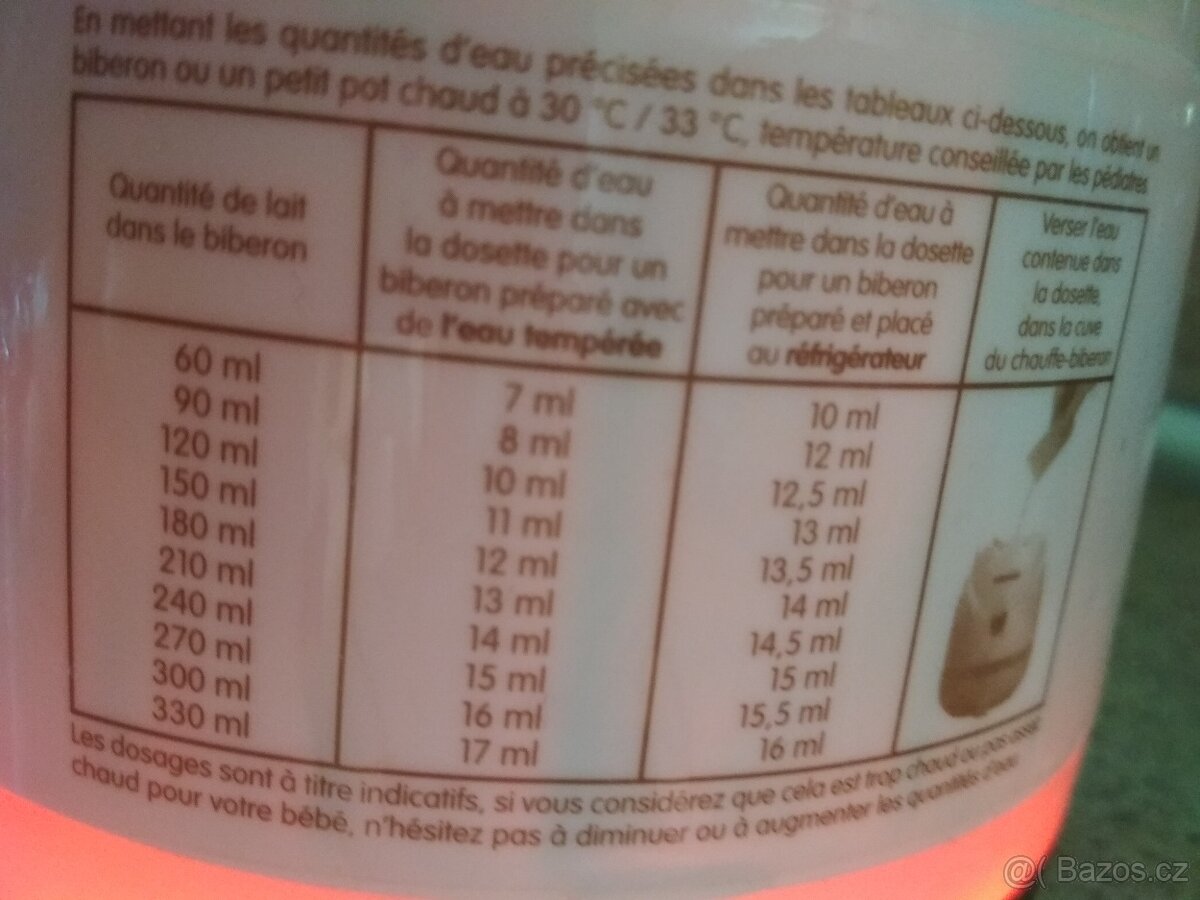 En mettant les quantités d'eau précisées dans les tableaux ci-dessous, on obtient un
biberon ou un petit pot chaud à 30 °C / 33 °C, température conseillée par les pédiatres
Quantité de lait
dans le biberon
Quantité d'eau
à mettre dans
la dosette pour un
biberon préparé avec
de l'eau tempérée
Quantité d'eau à
mettre dans la dosette
pour un biberon
préparé et placé
au réfrigérateur
Verser l'eau
contenue dans
la dosette,
dans la cuve
du chauffe-biberon
60 ml 7 ml 10 ml
90 ml 8 ml 12 ml
120 ml 10 ml 12,5 ml
150 ml 11 ml 13 ml
180 ml 12 ml 13,5 ml
210 ml 13 ml 14 ml
240 ml 14 ml 14,5 ml
270 ml 15 ml 15 ml
300 ml 16 ml 15,5 ml
330 ml 17 ml 16 ml
Les dosages sont à titre indicatifs, si vous considérez que cela est trop chaud ou pas assez
chaud pour votre bébé, n'hésitez pas à diminuer ou à augmenter les quantités d'eau
@( Bazos.cz